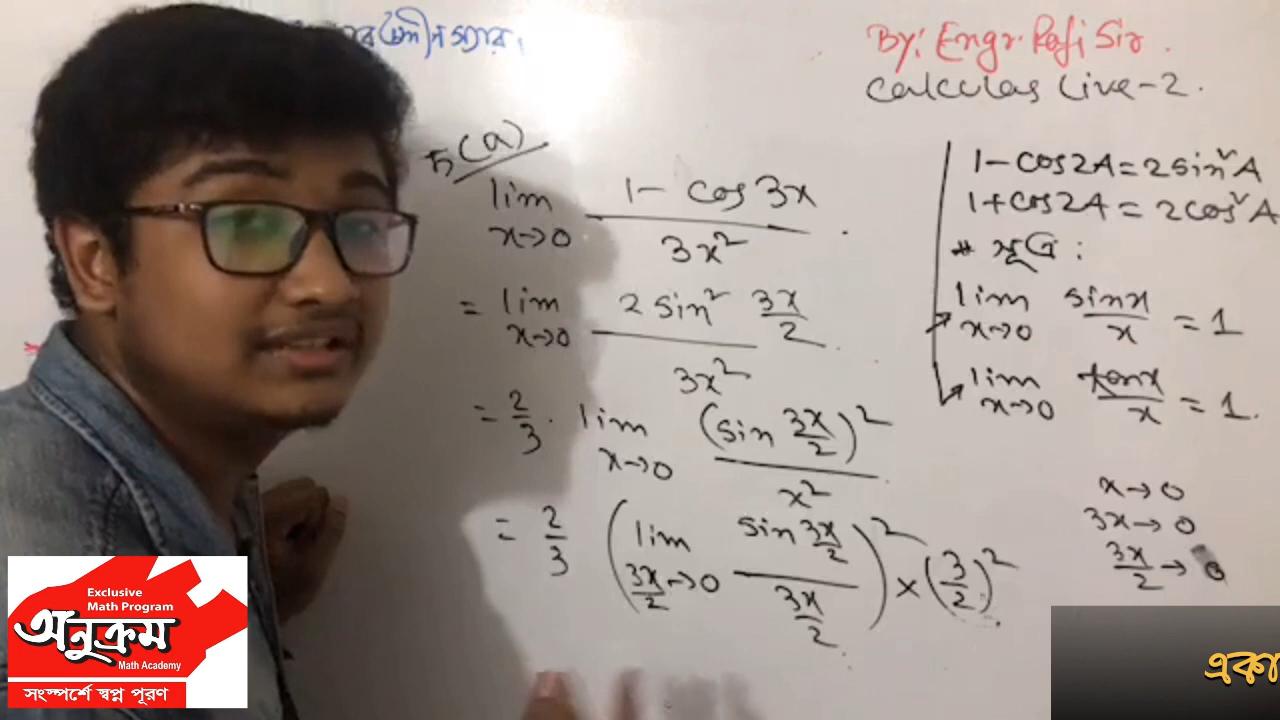 স্যার।
By: Engr. Rafi Sir.
Calculas Live-2.
৯(a)
lim x→0 (1 - cos 3x) / 3x²
= lim x→0 (2 sin² 3x/2) / 3x²
= 2/3 · lim x→0 (sin 3x/2)² / x²
= 2/3 (lim 3x/2→0 (sin 3x/2) / (3x/2))² × (3/2)²
1-cos2A = 2sin²A
1+cos2A = 2cos²A
# সূত্র:
lim x→0 sinx/x = 1
lim x→0 tanx/x = 1.
x→0
3x→0
3x/2→0
Exclusive
Math Program
অনুক্রম
Math Academy
সংস্পর্শে স্বপ্ন পূরণ
একা